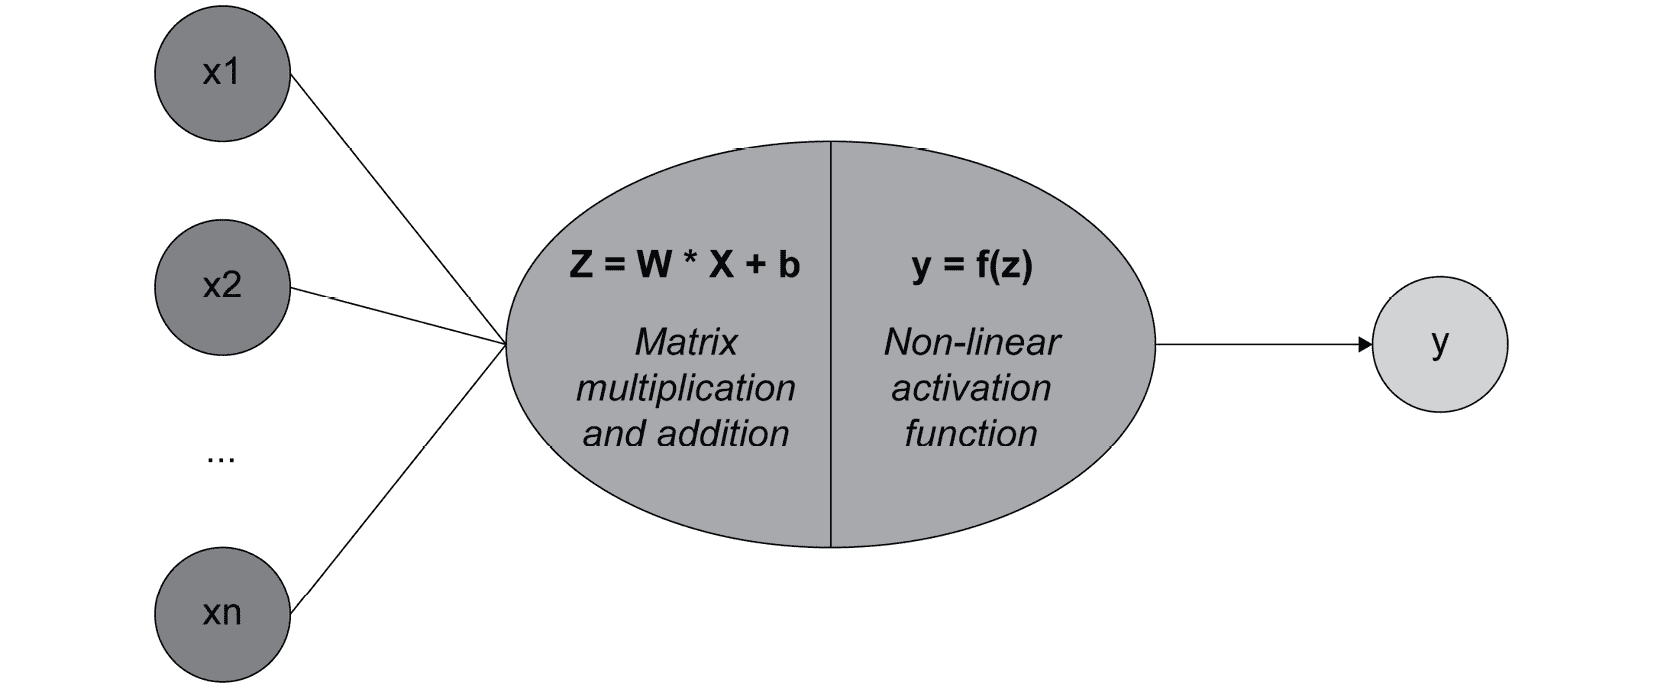 x1
x2
...
xn
Z = W * X + b
Matrix
multiplication
and addition
y = f(z)
Non-linear
activation
function
y